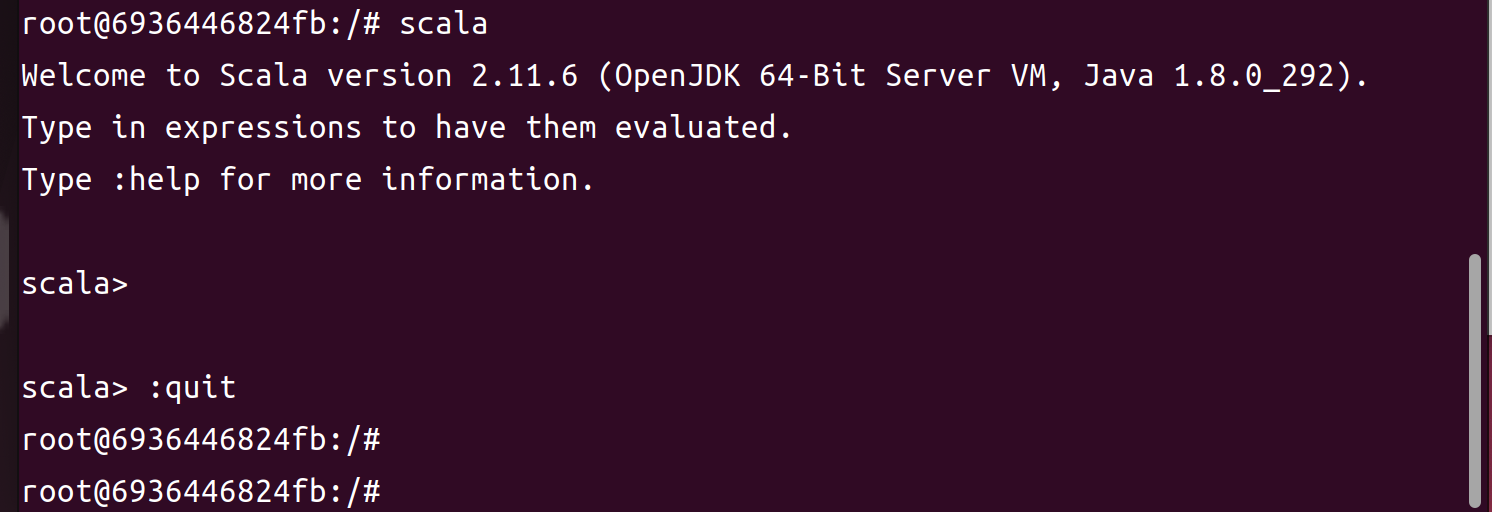 root@6936446824fb:/# scala
Welcome to Scala version 2.11.6 (OpenJDK 64-Bit Server VM, Java 1.8.0_292).
Type in expressions to have them evaluated.
Type :help for more information.
scala>
scala> :quit
root@6936446824fb:/#
root@6936446824fb:/#